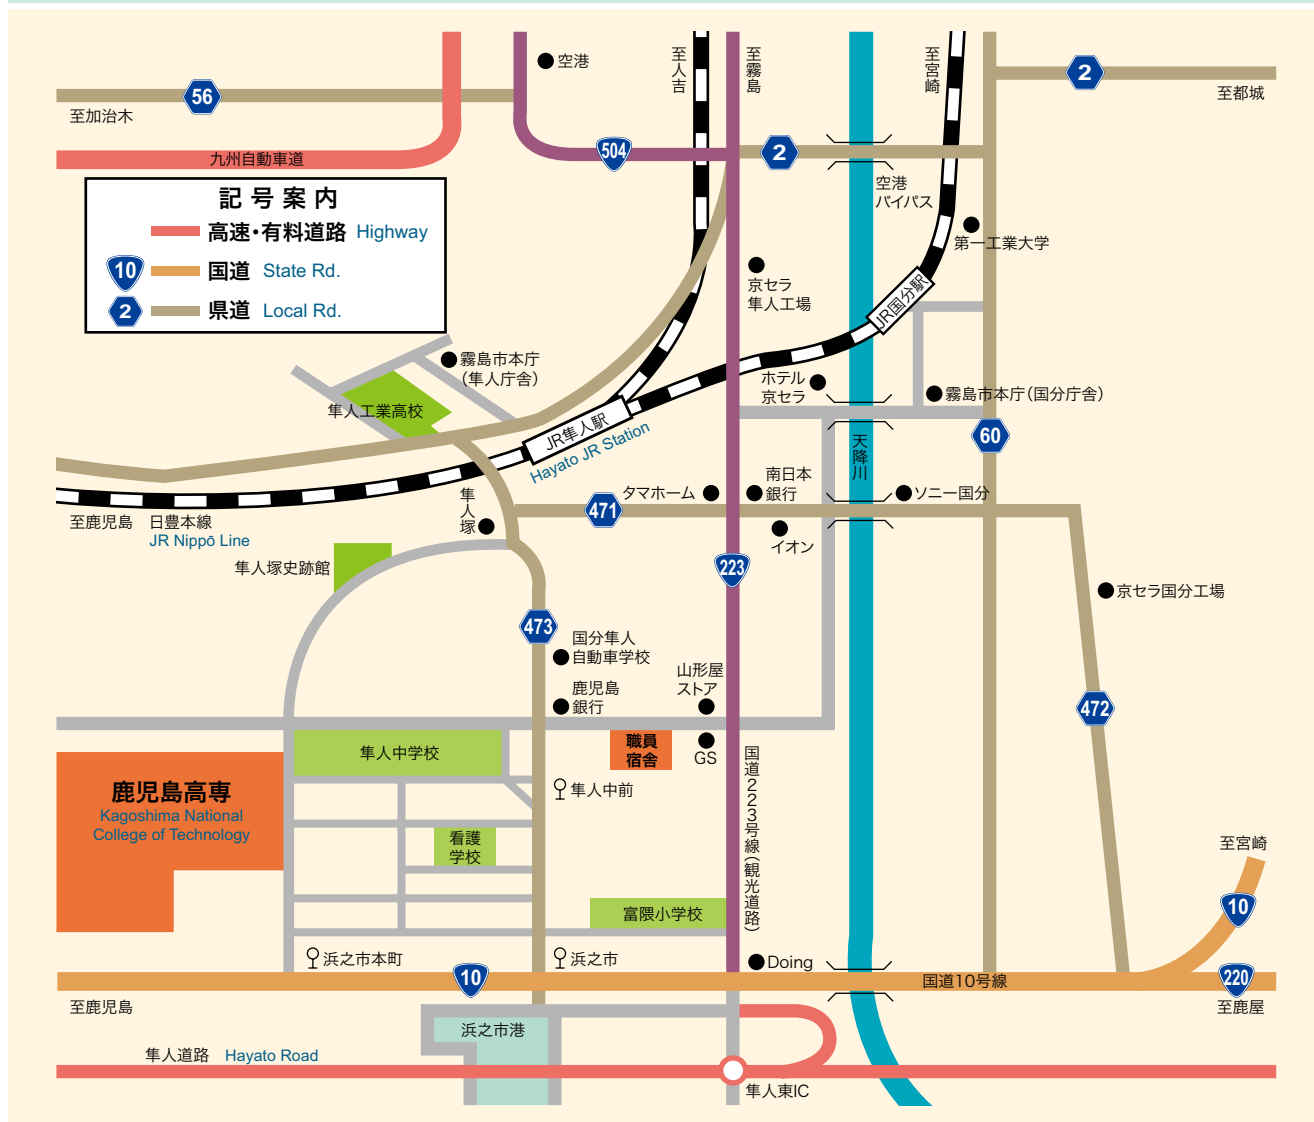 空港
至人吉
至霧島
至宮崎
2
至都城
56
至加治木
九州自動車道
504
2
空港
バイパス
第一工業大学
記号案内
高速・有料道路 Highway
10 国道 State Rd.
2 県道 Local Rd.
京セラ
隼人工場
JR国分駅
霧島市本庁
（隼人庁舎）
隼人工業高校
ホテル
京セラ
霧島市本庁（国分庁舎）
JR隼人駅
Hayato JR Station
天降川
60
至鹿児島
日豊本線
JR Nippō Line
隼人塚
471
タマホーム
南日本
銀行
ソニー国分
イオン
隼人塚史跡館
223
京セラ国分工場
473
国分隼人
自動車学校
山形屋
ストア
鹿児島
銀行
472
隼人中学校
職員
宿舎
GS
国道223号線（観光道路）
鹿児島高専
Kagoshima National
College of Technology
隼人中前
看護
学校
至宮崎
10
富隈小学校
浜之市本町
浜之市
Doing
10
国道10号線
220
至鹿児島
至鹿屋
浜之市港
隼人道路 Hayato Road
隼人東IC